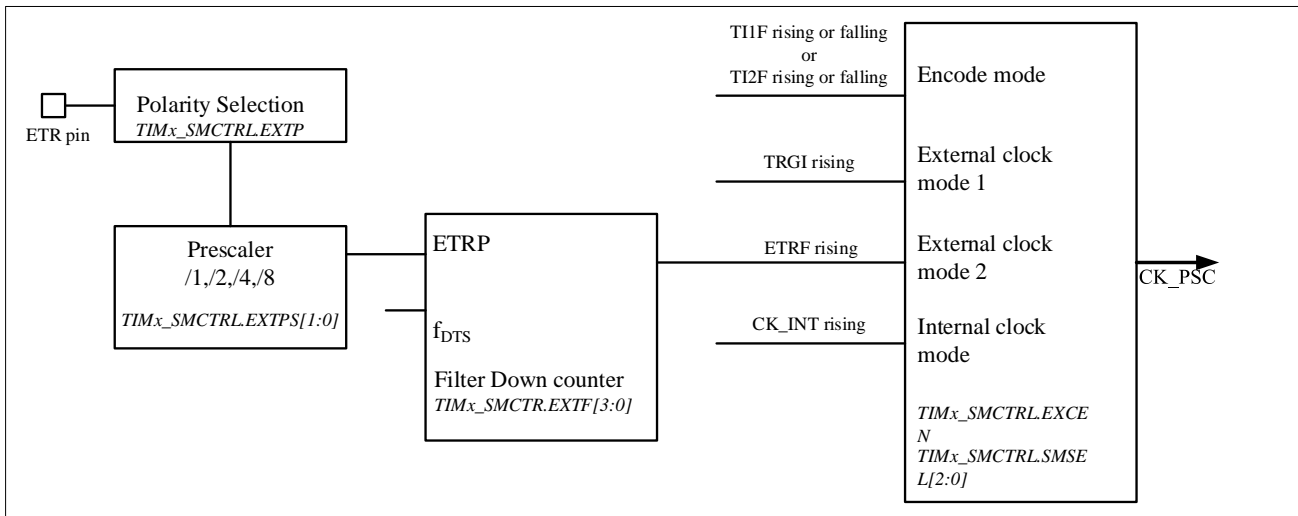 TI1F rising or falling
or
TI2F rising or falling
Encode mode
Polarity Selection
TIMx_SMCTRL.EXTP
ETR pin
TRGI rising
External clock
mode 1
Prescaler
/1,/2,/4,/8
TIMx_SMCTRL.EXTPS[1:0]
ETRP
fDTS
Filter Down counter
TIMx_SMCTR.EXTF[3:0]
ETRF rising
External clock
mode 2
CK_PSC
CK_INT rising
Internal clock
mode
TIMx_SMCTRL.EXCE
N
TIMx_SMCTRL.SMSE
L[2:0]